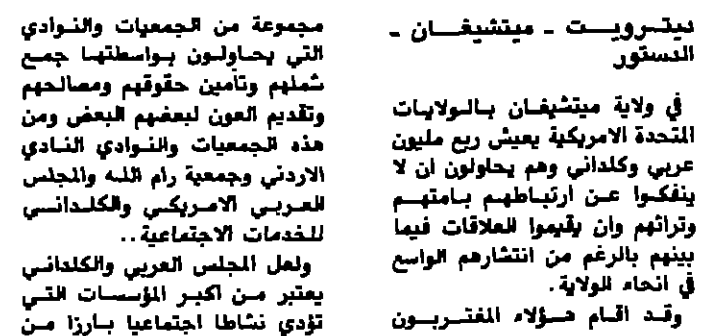 ديترويت - ميتشيغان -
الدستور
في ولاية ميتشيغان بالولايات
المتحدة الامريكية يعيش ربع مليون
عربي وكلداني وهم يحاولون ان لا
ينفكوا عن ارتباطهم بامتهم
وتراثهم وان يقيموا العلاقات فيما
بينهم بالرغم من انتشارهم الواسع
في انحاء الولاية.
وقد اقام هؤلاء المغتربون
مجموعة من الجمعيات والنوادي
التي يحاولون بواسطتها جمع
شملهم وتأمين حقوقهم ومصالحهم
وتقديم العون لبعضهم البعض ومن
هذه الجمعيات والنوادي النادي
الاردني وجمعية رام الله والمجلس
العربي الامريكي والكلداني
للخدمات الاجتماعية..
ولعل المجلس العربي والكلداني
يعتبر من اكبر المؤسسات التي
تؤدي نشاطا اجتماعيا بارزا من